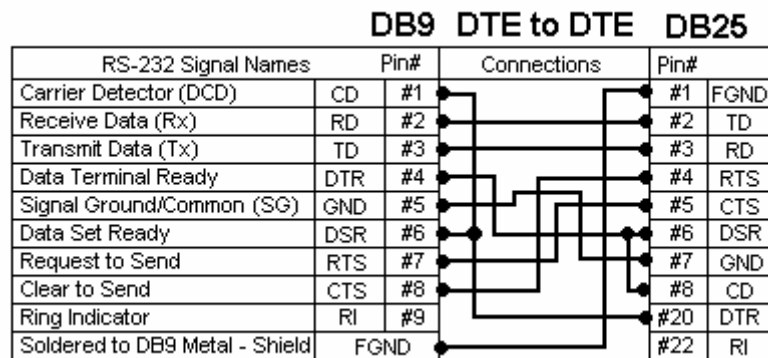 DB9 DTE to DTE DB25
RS-232 Signal Names Pin# Connections Pin#
Carrier Detector (DCD) CD #1 #1 FGND
Receive Data (Rx) RD #2 #2 TD
Transmit Data (Tx) TD #3 #3 RD
Data Terminal Ready DTR #4 #4 RTS
Signal Ground/Common (SG) GND #5 #5 CTS
Data Set Ready DSR #6 #6 DSR
Request to Send RTS #7 #7 GND
Clear to Send CTS #8 #8 CD
Ring Indicator RI #9 #20 DTR
Soldered to DB9 Metal - Shield FGND #22 RI